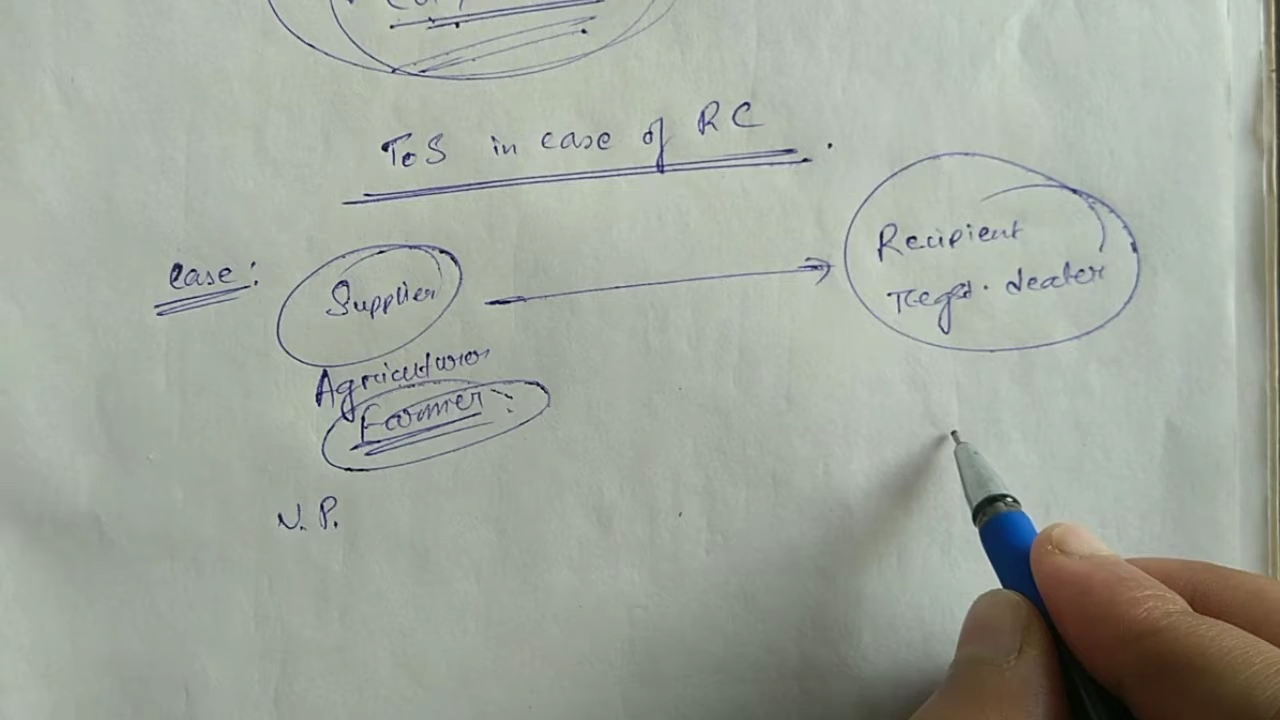 ToS in case of RC
case:
Supplier
Recipient
Regd. dealer
Agriculturer
Farmer
N.P.